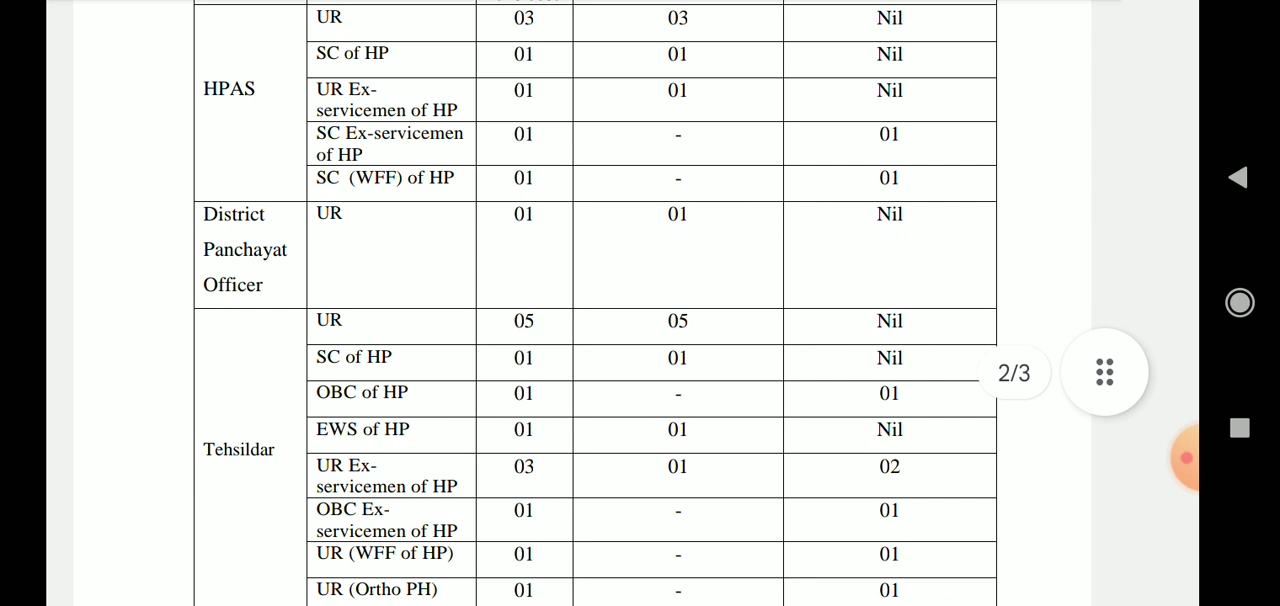 UR 03 03 Nil
SC of HP 01 01 Nil
HPAS
UR Ex- 01 01 Nil
servicemen of HP
SC Ex-servicemen 01 - 01
of HP
SC (WFF) of HP 01 - 01
District UR 01 01 Nil
Panchayat
Officer
UR 05 05 Nil
SC of HP 01 01 Nil
2/3
OBC of HP 01 - 01
EWS of HP 01 01 Nil
Tehsildar
UR Ex- 03 01 02
servicemen of HP
OBC Ex- 01 - 01
servicemen of HP
UR (WFF of HP) 01 - 01
UR (Ortho PH) 01 - 01